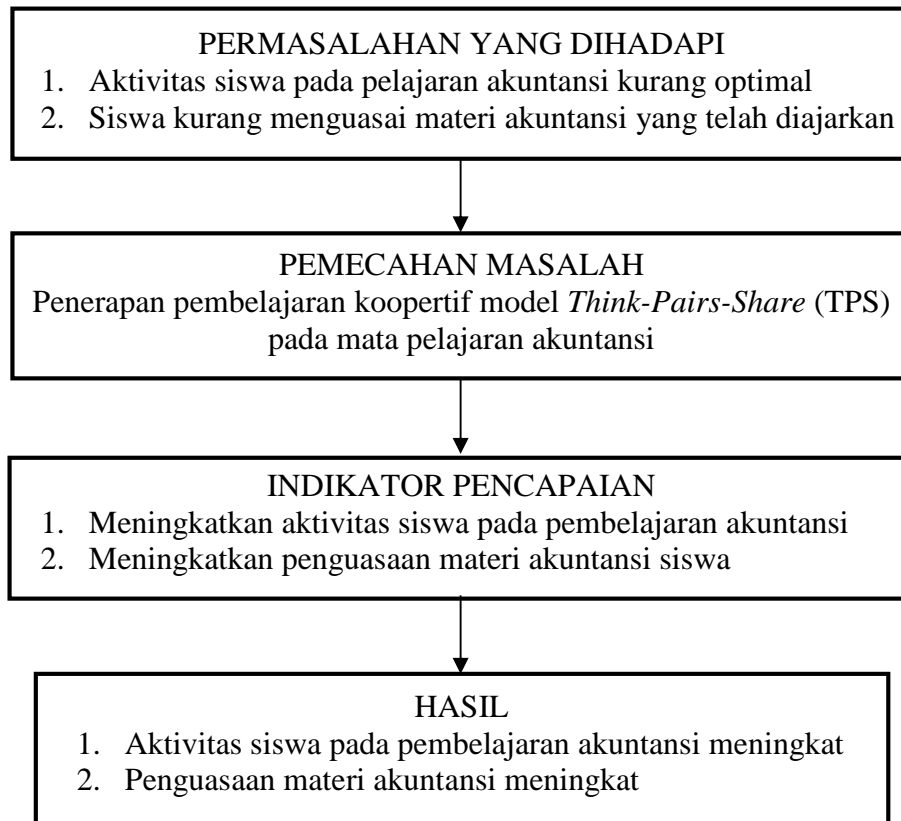 PERMASALAHAN YANG DIHADAPI
1. Aktivitas siswa pada pelajaran akuntansi kurang optimal
2. Siswa kurang menguasai materi akuntansi yang telah diajarkan
PEMECAHAN MASALAH
Penerapan pembelajaran koopertif model Think-Pairs-Share (TPS)
pada mata pelajaran akuntansi
INDIKATOR PENCAPAIAN
1. Meningkatkan aktivitas siswa pada pembelajaran akuntansi
2. Meningkatkan penguasaan materi akuntansi siswa
HASIL
1. Aktivitas siswa pada pembelajaran akuntansi meningkat
2. Penguasaan materi akuntansi meningkat